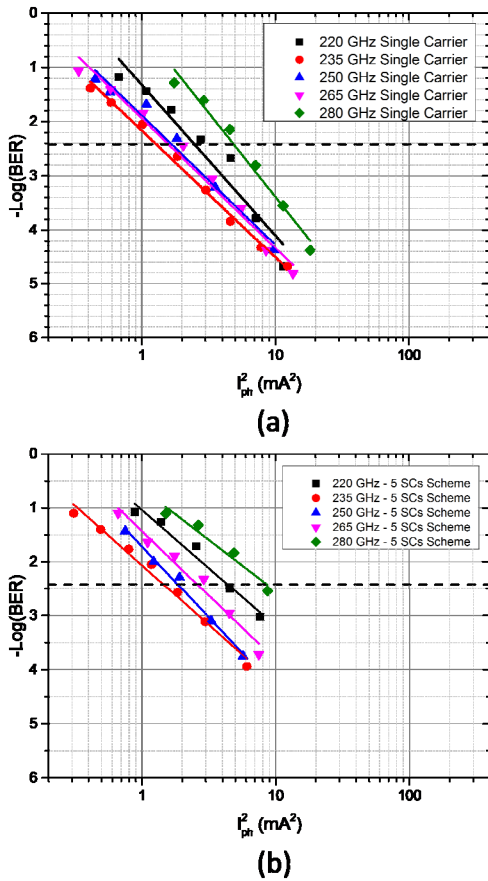 (a)
0
1
2
3
4
5
6
-Log(BER)
220 GHz Single Carrier
235 GHz Single Carrier
250 GHz Single Carrier
265 GHz Single Carrier
280 GHz Single Carrier
1 10 100
I²ph (mA²)
(a)
0
1
2
3
4
5
6
-Log(BER)
220 GHz - 5 SCs Scheme
235 GHz - 5 SCs Scheme
250 GHz - 5 SCs Scheme
265 GHz - 5 SCs Scheme
280 GHz - 5 SCs Scheme
1 10 100
I²ph (mA²)
(b)